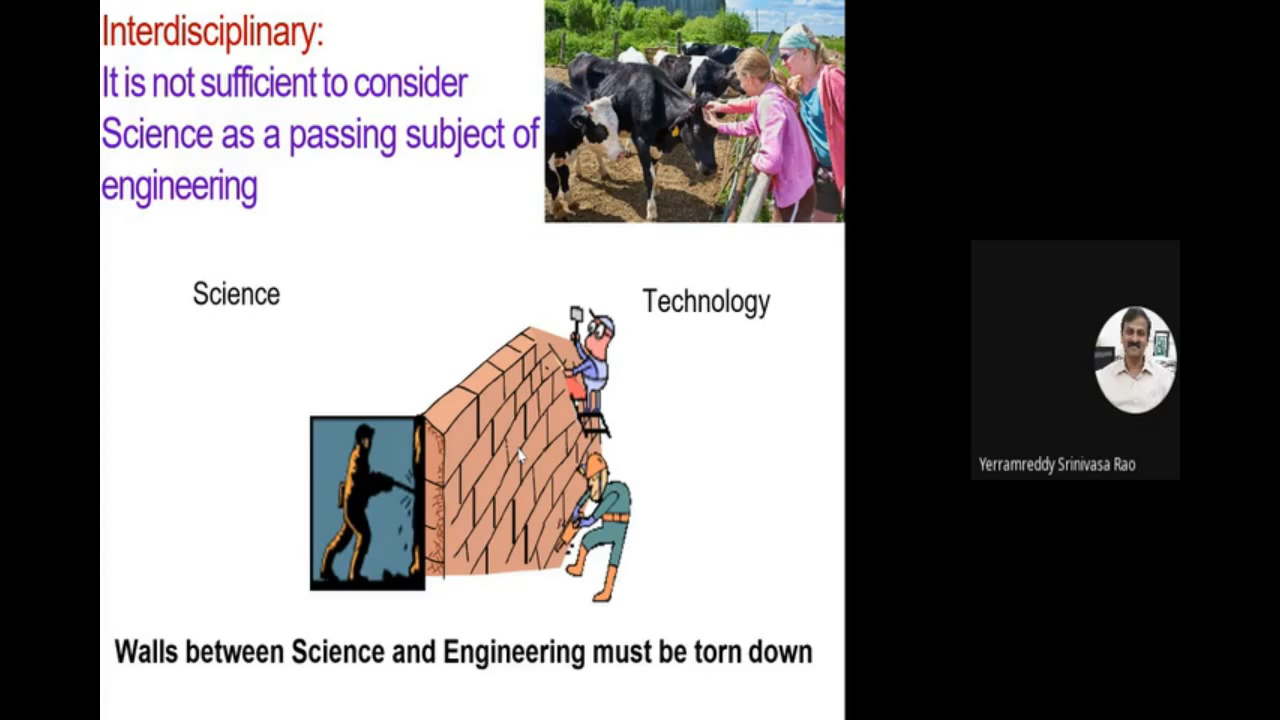 Interdisciplinary:
It is not sufficient to consider
Science as a passing subject of
engineering
Science
Technology
Walls between Science and Engineering must be torn down
Yerramreddy Srinivasa Rao